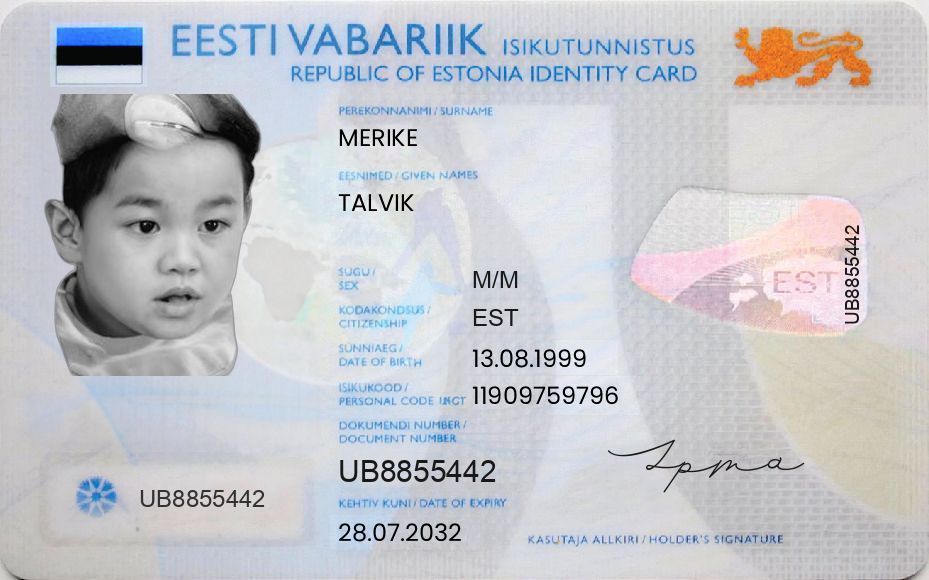 EESTI VABARIIK ISIKUTUNNISTUS
REPUBLIC OF ESTONIA IDENTITY CARD
PEREKONNANIMI / SURNAME
MERIKE
EESNIMED / GIVEN NAMES
TALVIK
SUGU /
SEX
M/M
KODAKONDSUS /
CITIZENSHIP
EST
SÜNNIAEG /
DATE OF BIRTH
13.08.1999
ISIKUKOOD /
PERSONAL CODE
11909759796
DOKUMENDI NUMBER /
DOCUMENT NUMBER
UB8855442
KEHTIV KUNI / DATE OF EXPIRY
28.07.2032
UB8855442
EST
UB8855442
KASUTAJA ALLKIRI / HOLDER'S SIGNATURE